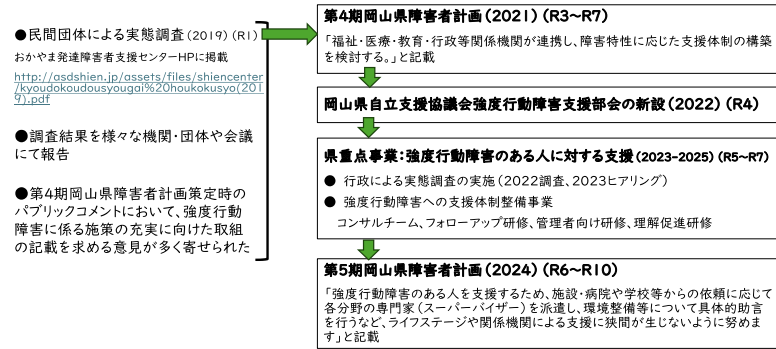 ●民間団体による実態調査(2019)(R1)
おかやま発達障害者支援センターHPに掲載
http://asdshien.jp/assets/files/shiencenter
/kyoudokoudousyougai%20houkokusyo(201
9).pdf
●調査結果を様々な機関・団体や会議
にて報告
●第4期岡山県障害者計画策定時の
パブリックコメントにおいて、強度行動
障害に係る施策の充実に向けた取組
の記載を求める意見が多く寄せられた
第4期岡山県障害者計画(2021)(R3~R7)
「福祉・医療・教育・行政等関係機関が連携し、障害特性に応じた支援体制の構築
を検討する。」と記載
岡山県自立支援協議会強度行動障害支援部会の新設(2022)(R4)
県重点事業:強度行動障害のある人に対する支援(2023-2025)(R5~R7)
● 行政による実態調査の実施(2022調査、2023ヒアリング)
● 強度行動障害への支援体制整備事業
コンサルチーム、フォローアップ研修、管理者向け研修、理解促進研修
第5期岡山県障害者計画(2024)(R6~R10)
「強度行動障害のある人を支援するため、施設・病院や学校等からの依頼に応じて
各分野の専門家(スーパーバイザー)を派遣し、環境整備等について具体的助言
を行うなど、ライフステージや関係機関による支援に狭間が生じないように努めま
す」と記載